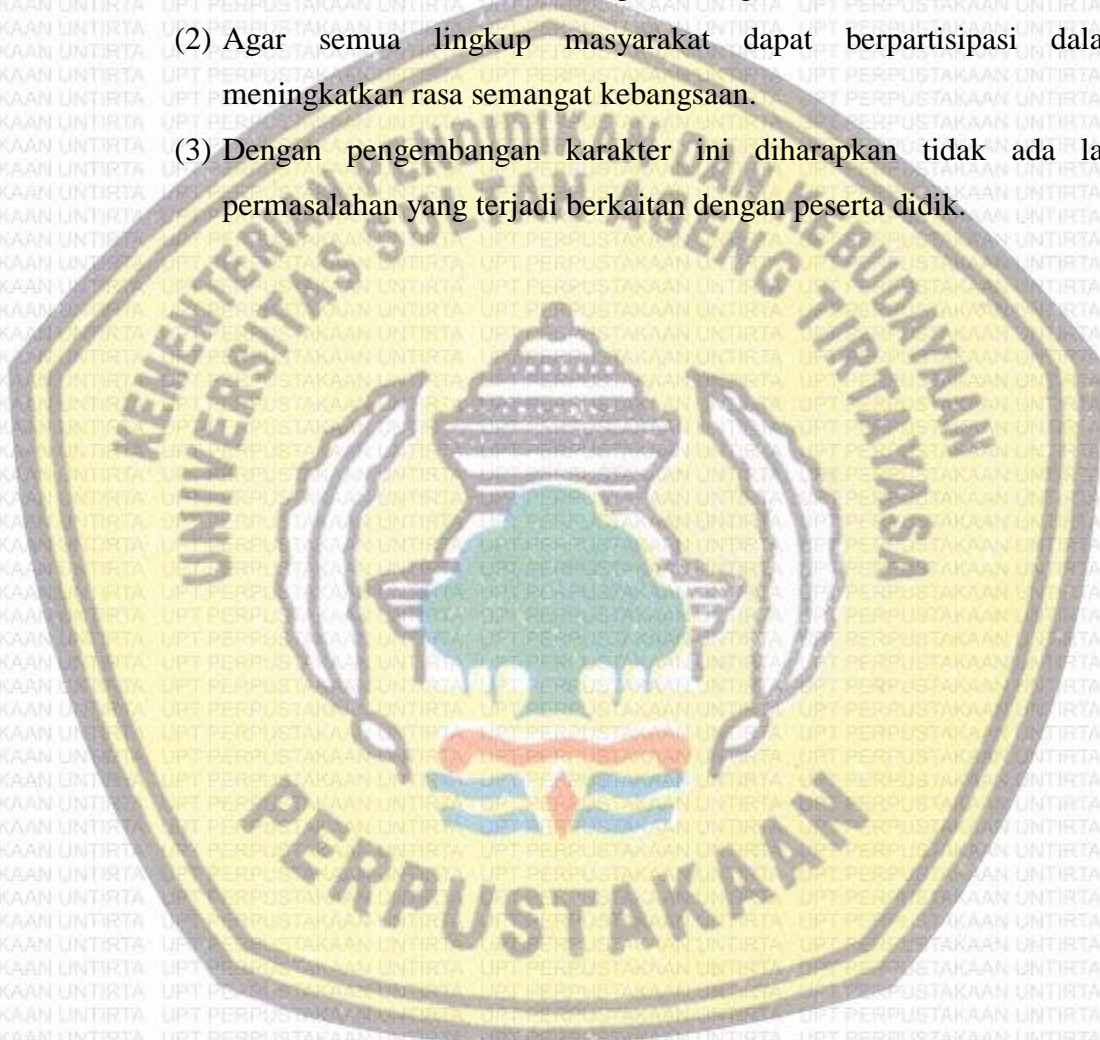 (2) Agar semua lingkup masyarakat dapat berpartisipasi dala
meningkatkan rasa semangat kebangsaan.
(3) Dengan pengembangan karakter ini diharapkan tidak ada la
permasalahan yang terjadi berkaitan dengan peserta didik.
KEMENTERIAN PENDIDIKAN DAN KEBUDAYAAN
UNIVERSITAS SULTAN AGENG TIRTAYASA
PERPUSTAKAAN
UPT PERPUSTAKAAN UNTIRTA